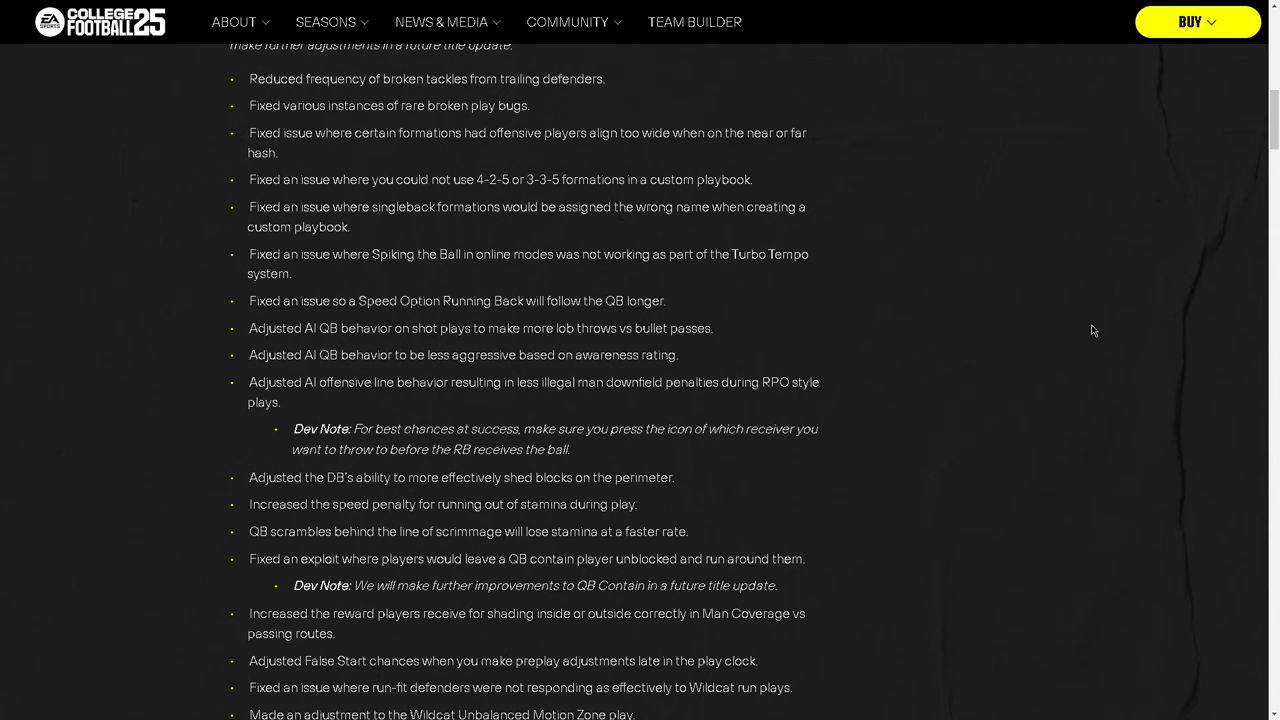 EA SPORTS COLLEGE FOOTBALL 25
ABOUT SEASONS NEWS & MEDIA COMMUNITY TEAM BUILDER BUY
make further adjustments in a future title update.
• Reduced frequency of broken tackles from trailing defenders.
• Fixed various instances of rare broken play bugs.
• Fixed issue where certain formations had offensive players align too wide when on the near or far
hash.
• Fixed an issue where you could not use 4-2-5 or 3-3-5 formations in a custom playbook.
• Fixed an issue where singleback formations would be assigned the wrong name when creating a
custom playbook.
• Fixed an issue where Spiking the Ball in online modes was not working as part of the Turbo Tempo
system.
• Fixed an issue so a Speed Option Running Back will follow the QB longer.
• Adjusted AI QB behavior on shot plays to make more lob throws vs bullet passes.
• Adjusted AI QB behavior to be less aggressive based on awareness rating.
• Adjusted AI offensive line behavior resulting in less illegal man downfield penalties during RPO style
plays.
• Dev Note: For best chances at success, make sure you press the icon of which receiver you
want to throw to before the RB receives the ball.
• Adjusted the DB's ability to more effectively shed blocks on the perimeter.
• Increased the speed penalty for running out of stamina during play.
• QB scrambles behind the line of scrimmage will lose stamina at a faster rate.
• Fixed an exploit where players would leave a QB contain player unblocked and run around them.
• Dev Note: We will make further improvements to QB Contain in a future title update.
• Increased the reward players receive for shading inside or outside correctly in Man Coverage vs
passing routes.
• Adjusted False Start chances when you make preplay adjustments late in the play clock.
• Fixed an issue where run-fit defenders were not responding as effectively to Wildcat run plays.
• Made an adjustment to the Wildcat Unbalanced Motion Zone play.